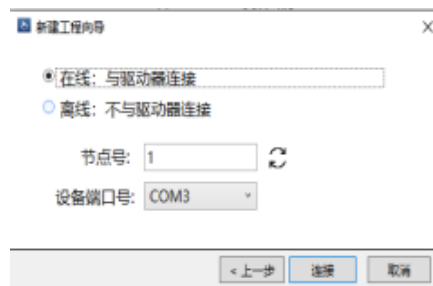 新建工程向导
在线：与驱动器连接
离线：不与驱动器连接
节点号: 1
设备端口号: COM3
<上一步 连接 取消